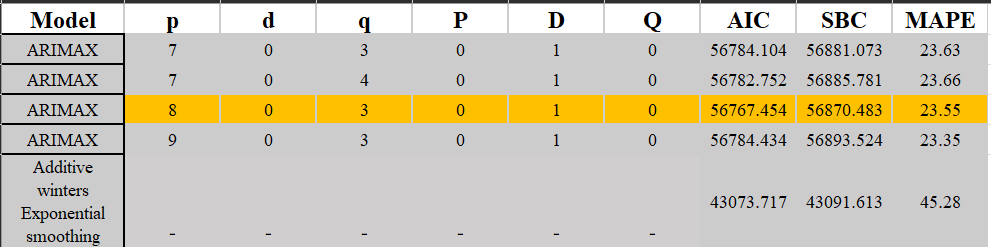 Model p d q P D Q AIC SBC MAPE
ARIMAX 7 0 3 0 1 0 56784.104 56881.073 23.63
ARIMAX 7 0 4 0 1 0 56782.752 56885.781 23.66
ARIMAX 8 0 3 0 1 0 56767.454 56870.483 23.55
ARIMAX 9 0 3 0 1 0 56784.434 56893.524 23.35
Additive
winters
Exponential
smoothing - - - - - - 43073.717 43091.613 45.28